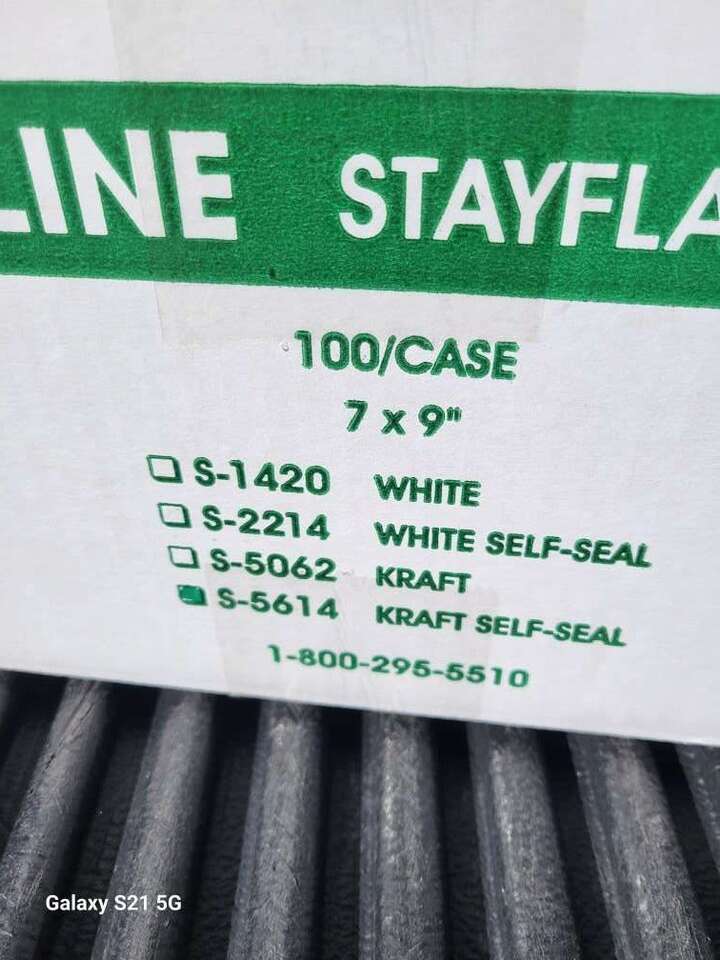 LINE STAYFLA
100/CASE
7 x 9"
S-1420 WHITE
S-2214 WHITE SELF-SEAL
S-5062 KRAFT
S-5614 KRAFT SELF-SEAL
1-800-295-5510
Galaxy S21 5G